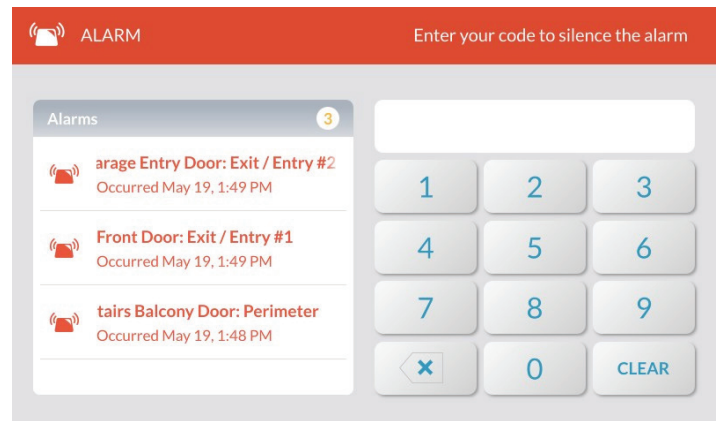 ALARM
Enter your code to silence the alarm
Alarms 3
arage Entry Door: Exit / Entry #2
Occurred May 19, 1:49 PM
Front Door: Exit / Entry #1
Occurred May 19, 1:49 PM
tairs Balcony Door: Perimeter
Occurred May 19, 1:48 PM
1 2 3
4 5 6
7 8 9
0 CLEAR